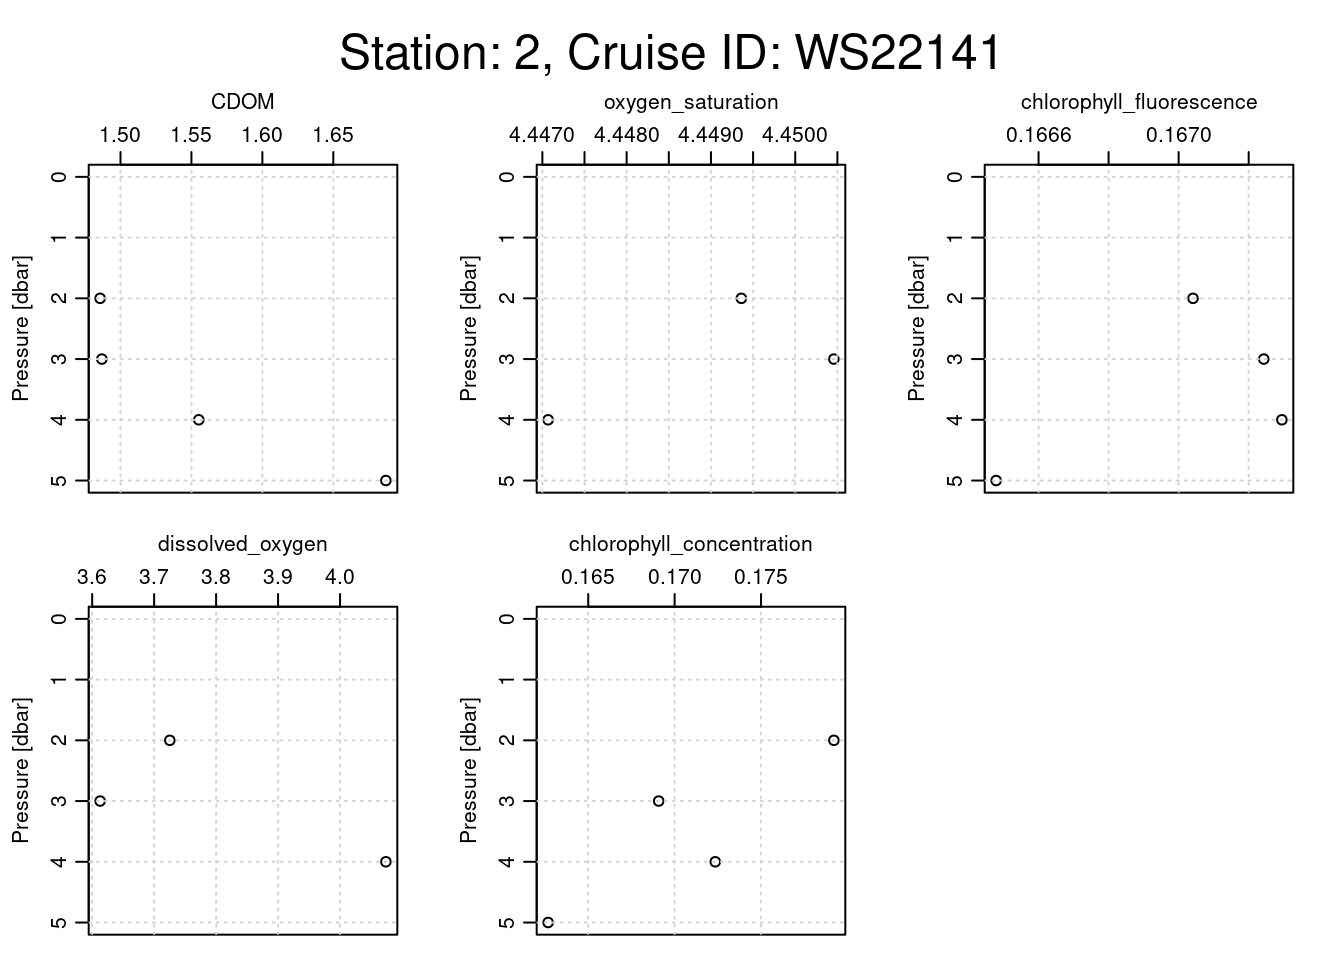 Station: 2, Cruise ID: WS22141
CDOM
1.50 1.55 1.60 1.65
Pressure [dbar]
0
1
2
3
4
5
oxygen_saturation
4.4470 4.4480 4.4490 4.4500
Pressure [dbar]
0
1
2
3
4
5
chlorophyll_fluorescence
0.1666 0.1670
Pressure [dbar]
0
1
2
3
4
5
dissolved_oxygen
3.6 3.7 3.8 3.9 4.0
Pressure [dbar]
0
1
2
3
4
5
chlorophyll_concentration
0.165 0.170 0.175
Pressure [dbar]
0
1
2
3
4
5